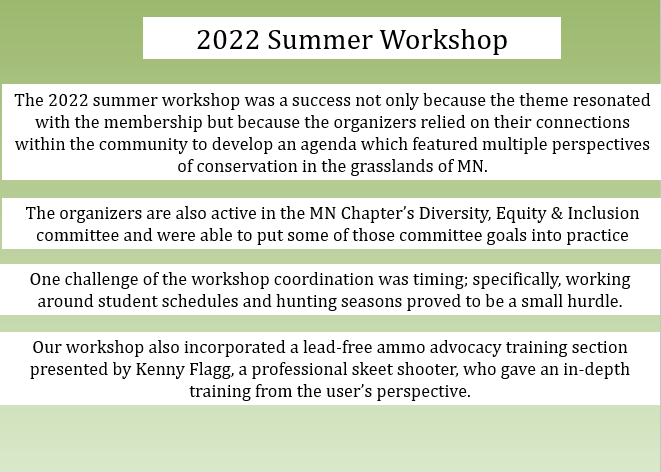 2022 Summer Workshop
The 2022 summer workshop was a success not only because the theme resonated
with the membership but because the organizers relied on their connections
within the community to develop an agenda which featured multiple perspectives
of conservation in the grasslands of MN.
The organizers are also active in the MN Chapter’s Diversity, Equity & Inclusion
committee and were able to put some of those committee goals into practice
One challenge of the workshop coordination was timing; specifically, working
around student schedules and hunting seasons proved to be a small hurdle.
Our workshop also incorporated a lead-free ammo advocacy training section
presented by Kenny Flagg, a professional skeet shooter, who gave an in-depth
training from the user’s perspective.